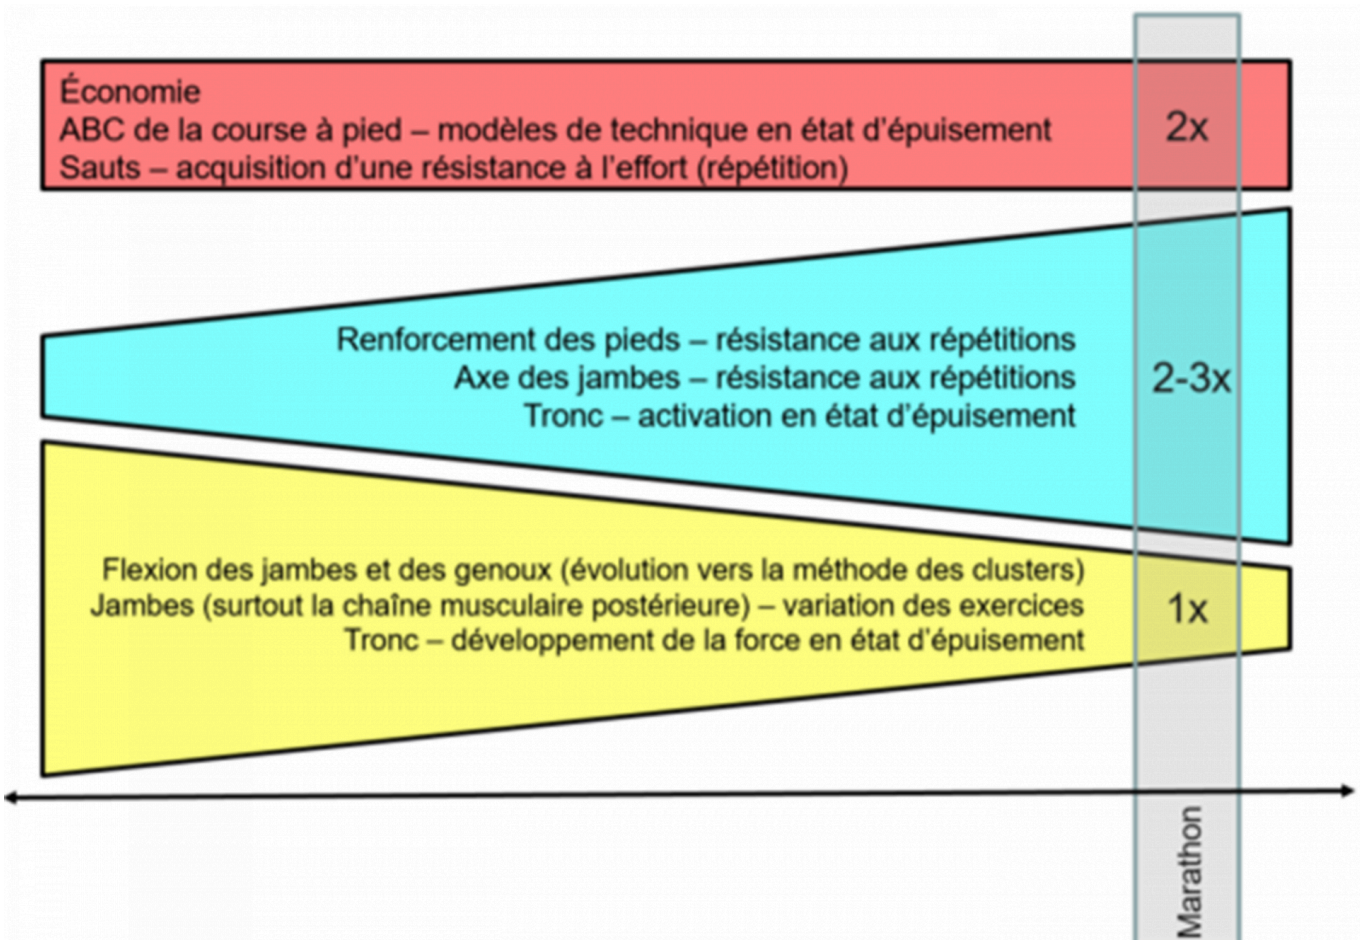 Économie
ABC de la course à pied – modèles de technique en état d’épuisement
Sauts – acquisition d’une résistance à l’effort (répétition)
2x
Renforcement des pieds – résistance aux répétitions
Axe des jambes – résistance aux répétitions
Tronc – activation en état d’épuisement
2-3x
Flexion des jambes et des genoux (évolution vers la méthode des clusters)
Jambes (surtout la chaîne musculaire postérieure) – variation des exercices
Tronc – développement de la force en état d’épuisement
1x
Marathon